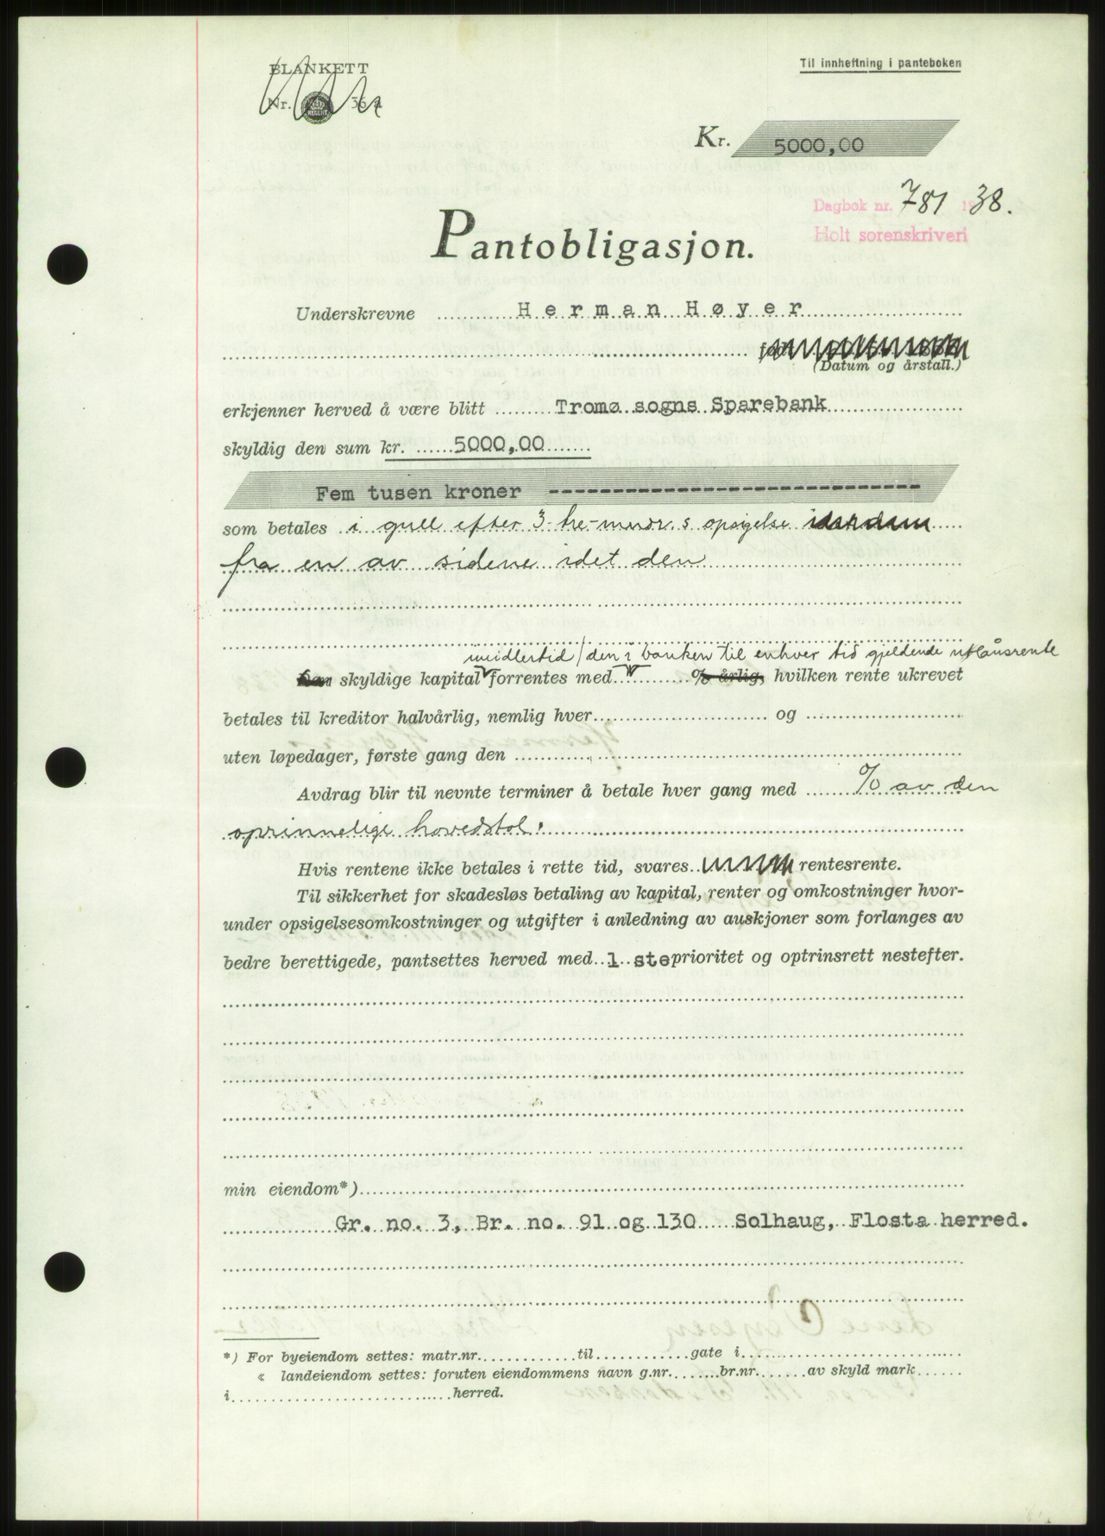 BLANKETT
Til innheftning i panteboken
Nr. 36
Kr. 5000,00
Dagbok nr. 781 1938.
Holt sorenskriveri
Pantobligasjon.
Underskrevne Herman Høyer
(Datum og årstall.)
erkjenner herved å være blitt Tromø sogns Sparebank
skyldig den sum kr. 5000,00
Fem tusen kroner ----------------------------
som betales i gull efter 3-tre-mndr.s opsigelse
fra en av sidene idet den
imidlertid / den i banken til enhver tid gjeldende utlånsrente
skyldige kapital forrentes med % årlig, hvilken rente ukrevet
betales til kreditor halvårlig, nemlig hver og
uten løpedager, første gang den
Avdrag blir til nevnte terminer å betale hver gang med % av den
oprinnelige hovedstol.
Hvis rentene ikke betales i rette tid, svares rentesrente.
Til sikkerhet for skadesløs betaling av kapital, renter og omkostninger hvor-
under opsigelsesomkostninger og utgifter i anledning av auskjoner som forlanges av
bedre berettigede, pantsettes herved med 1 ste prioritet og optrinsrett nestefter.
min eiendom*)
Gr. no. 3, Br. no. 91 og 130 Solhaug, Flosta herred.
*) For byeiendom settes: matr.nr. til gate i
« landeiendom settes: foruten eiendommens navn g.nr. br.nr. av skyld mark
i herred.